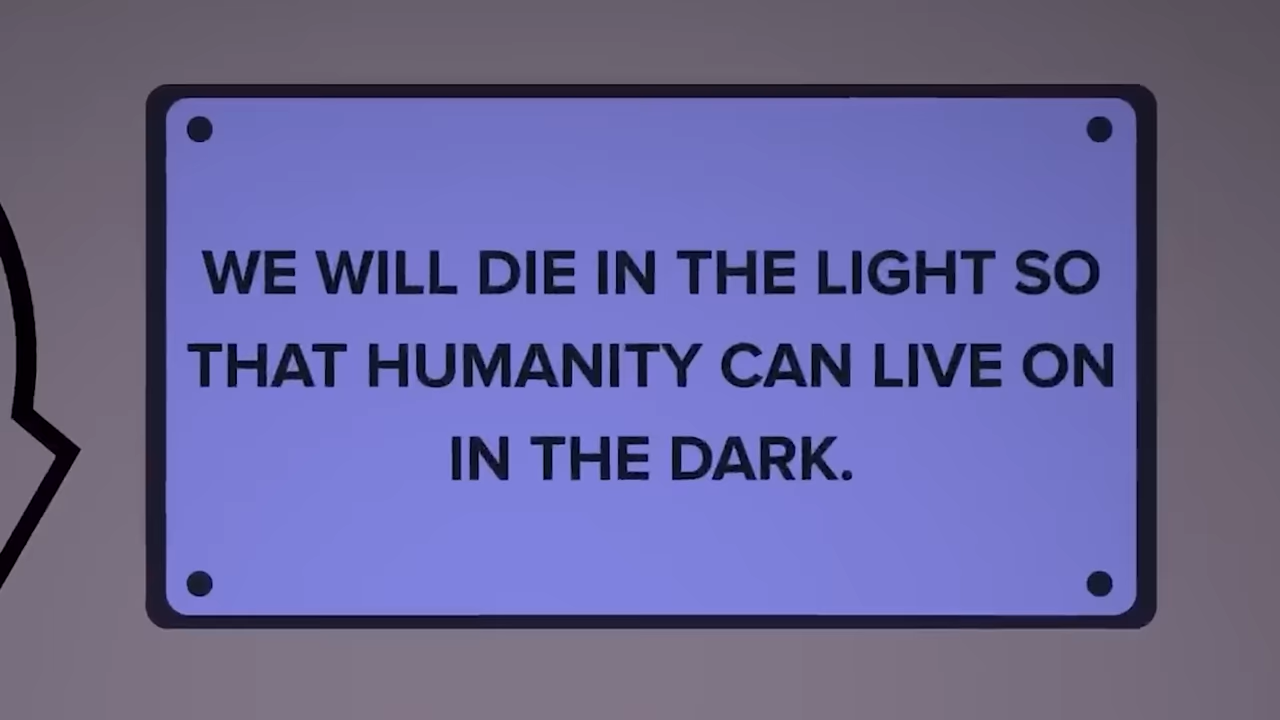 WE WILL DIE IN THE LIGHT SO
THAT HUMANITY CAN LIVE ON
IN THE DARK.